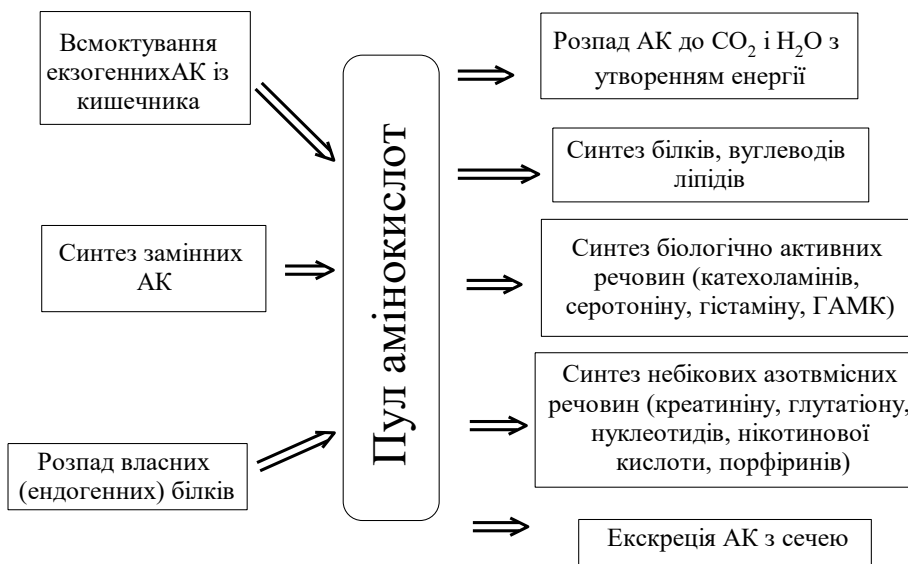 Всмоктування
екзогеннихАК із
кишечника
Синтез замінних
АК
Розпад власних
(ендогенних) білків
Пул амінокислот
Розпад АК до CO₂ і H₂O з
утворенням енергії
Синтез білків, вуглеводів
ліпідів
Синтез біологічно активних
речовин (катехоламінів,
серотоніну, гістаміну, ГАМК)
Синтез небікових азотвмісних
речовин (креатиніну, глутатіону,
нуклеотидів, нікотинової
кислоти, порфіринів)
Екскреція АК з сечею